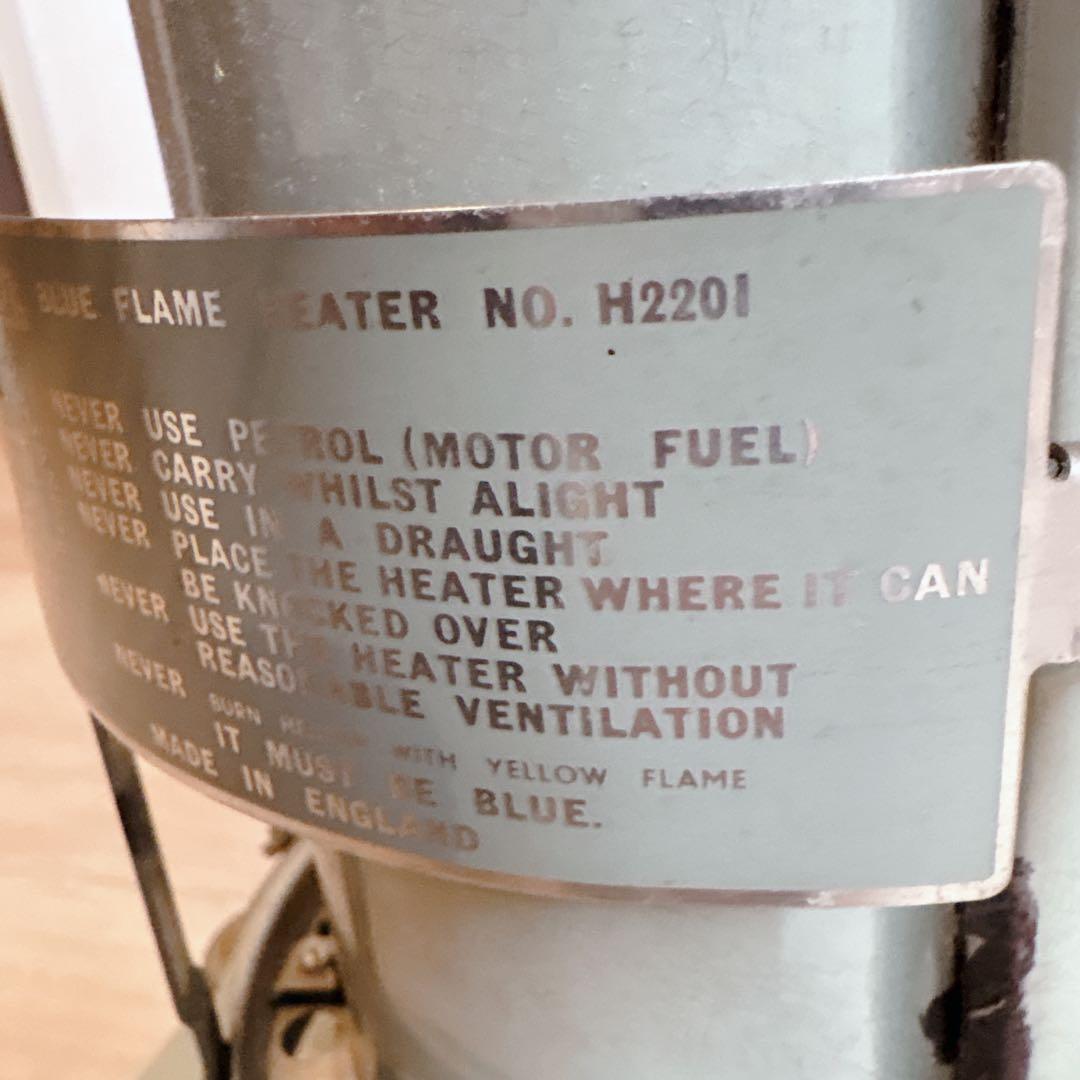 BLUE FLAME HEATER NO. H2201
NEVER USE PETROL (MOTOR FUEL)
NEVER CARRY WHILST ALIGHT
NEVER USE IN A DRAUGHT
NEVER PLACE THE HEATER WHERE IT CAN
BE KNOCKED OVER
NEVER USE THE HEATER WITHOUT
REASONABLE VENTILATION
NEVER BURN HEATER WITH YELLOW FLAME
IT MUST BE BLUE.
MADE IN ENGLAND